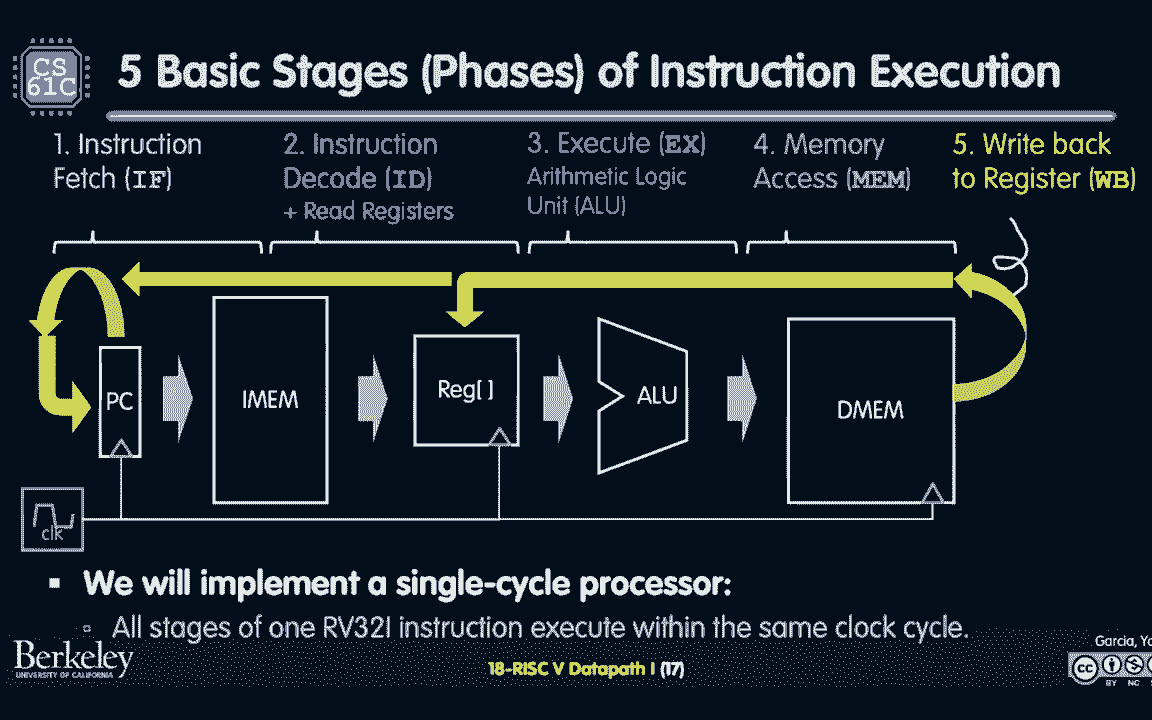 CS
61C
5 Basic Stages (Phases) of Instruction Execution
1. Instruction
Fetch (IF)
2. Instruction
Decode (ID)
+ Read Registers
3. Execute (EX)
Arithmetic Logic
Unit (ALU)
4. Memory
Access (MEM)
5. Write back
to Register (WB)
PC
IMEM
Reg[ ]
ALU
DMEM
clk
▪ We will implement a single-cycle processor:
▫ All stages of one RV32I instruction execute within the same clock cycle.
Berkeley
UNIVERSITY OF CALIFORNIA
18-RISC V Datapath I (17)
Garcia,
cc
BY NC